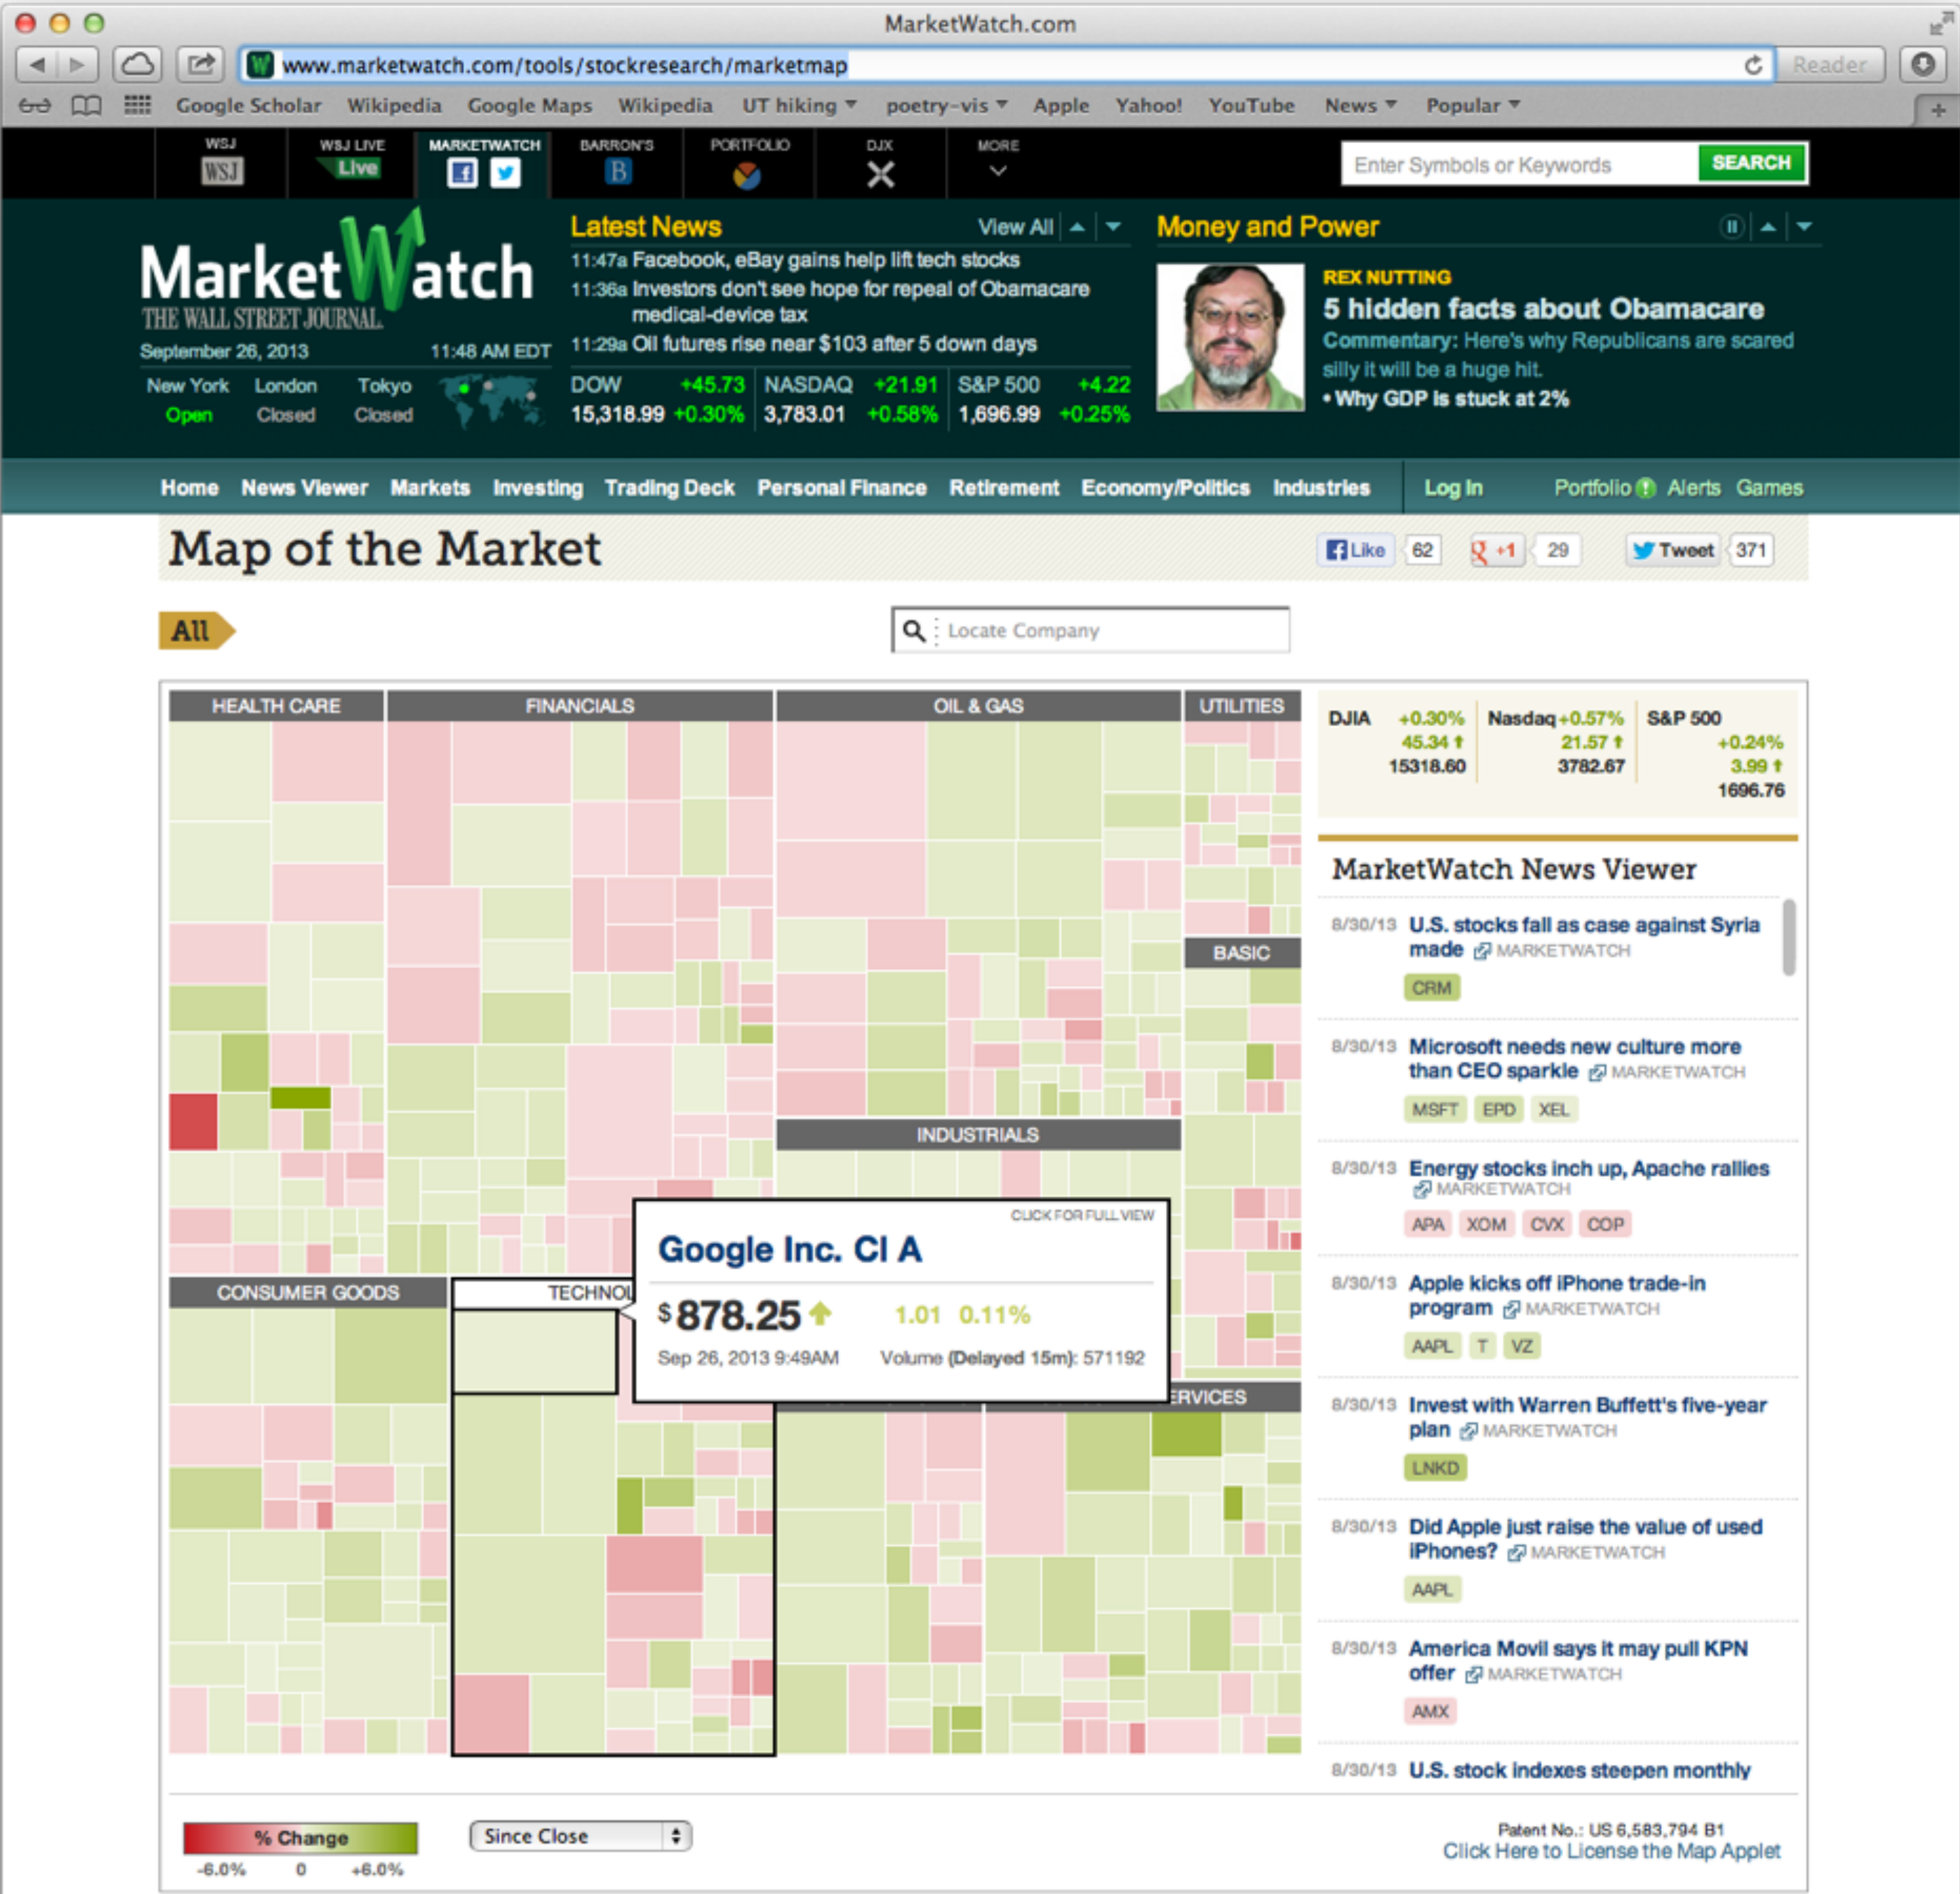 MarketWatch.com
www.marketwatch.com/tools/stockresearch/marketmap
Reader
Google Scholar Wikipedia Google Maps Wikipedia UT hiking poetry-vis Apple Yahoo! YouTube News Popular
WSJ WSJ LIVE MARKETWATCH BARRON'S PORTFOLIO DJX MORE
WSJ Live f B
Enter Symbols or Keywords SEARCH
MarketWatch
THE WALL STREET JOURNAL.
September 26, 2013 11:48 AM EDT
New York London Tokyo
Open Closed Closed
Latest News View All
11:47a Facebook, eBay gains help lift tech stocks
11:36a Investors don't see hope for repeal of Obamacare
medical-device tax
11:29a Oil futures rise near $103 after 5 down days
DOW +45.73 NASDAQ +21.91 S&P 500 +4.22
15,318.99 +0.30% 3,783.01 +0.58% 1,696.99 +0.25%
Money and Power
REX NUTTING
5 hidden facts about Obamacare
Commentary: Here's why Republicans are scared
silly it will be a huge hit.
• Why GDP is stuck at 2%
Home News Viewer Markets Investing Trading Deck Personal Finance Retirement Economy/Politics Industries Log In Portfolio Alerts Games
Map of the Market
Like 62 +1 29 Tweet 371
All
Locate Company
HEALTH CARE FINANCIALS OIL & GAS UTILITIES
BASIC
INDUSTRIALS
CONSUMER GOODS TECHNOL
ERVICES
CLICK FOR FULL VIEW
Google Inc. Cl A
$878.25 1.01 0.11%
Sep 26, 2013 9:49AM Volume (Delayed 15m): 571192
DJIA +0.30% Nasdaq +0.57% S&P 500
45.34 21.57 +0.24%
15318.60 3782.67 3.99
1696.76
MarketWatch News Viewer
8/30/13 U.S. stocks fall as case against Syria
made MARKETWATCH
CRM
8/30/13 Microsoft needs new culture more
than CEO sparkle MARKETWATCH
MSFT EPD XEL
8/30/13 Energy stocks inch up, Apache rallies
MARKETWATCH
APA XOM CVX COP
8/30/13 Apple kicks off iPhone trade-in
program MARKETWATCH
AAPL T VZ
8/30/13 Invest with Warren Buffett's five-year
plan MARKETWATCH
LNKD
8/30/13 Did Apple just raise the value of used
iPhones? MARKETWATCH
AAPL
8/30/13 America Movil says it may pull KPN
offer MARKETWATCH
AMX
8/30/13 U.S. stock indexes steepen monthly
% Change
-6.0% 0 +6.0%
Since Close
Patent No.: US 6,583,794 B1
Click Here to License the Map Applet